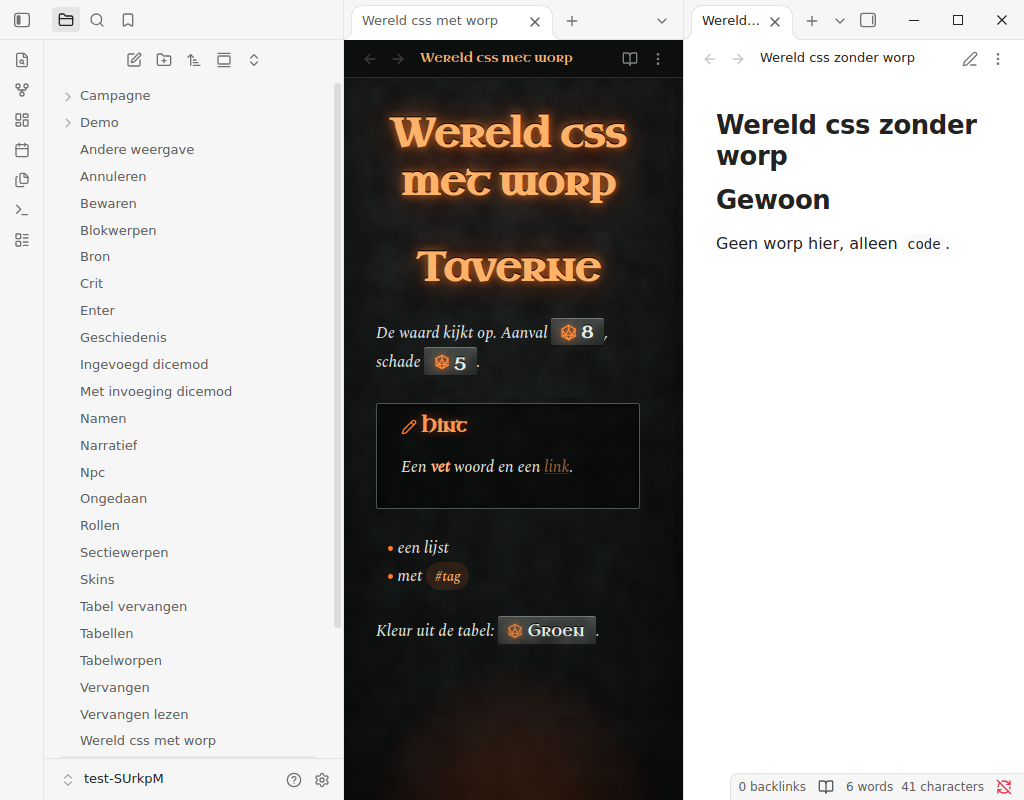 Wereld css met worp
Wereld...
Wereld css met worp
Wereld css zonder worp
Campagne
Demo
Andere weergave
Annuleren
Bewaren
Blokwerpen
Bron
Crit
Enter
Geschiedenis
Ingevoegd dicemod
Met invoeging dicemod
Namen
Narratief
Npc
Ongedaan
Rollen
Sectiewerpen
Skins
Tabel vervangen
Tabellen
Tabelworpen
Vervangen
Vervangen lezen
Wereld css met worp
test-SUrkpM
Wereld css
met worp
Taverne
De waard kijkt op. Aanval 8,
schade 5.
Hint
Een vet woord en een link.
een lijst
met #tag
Kleur uit de tabel: Groen.
Wereld css zonder
worp
Gewoon
Geen worp hier, alleen code.
0 backlinks 6 words 41 characters